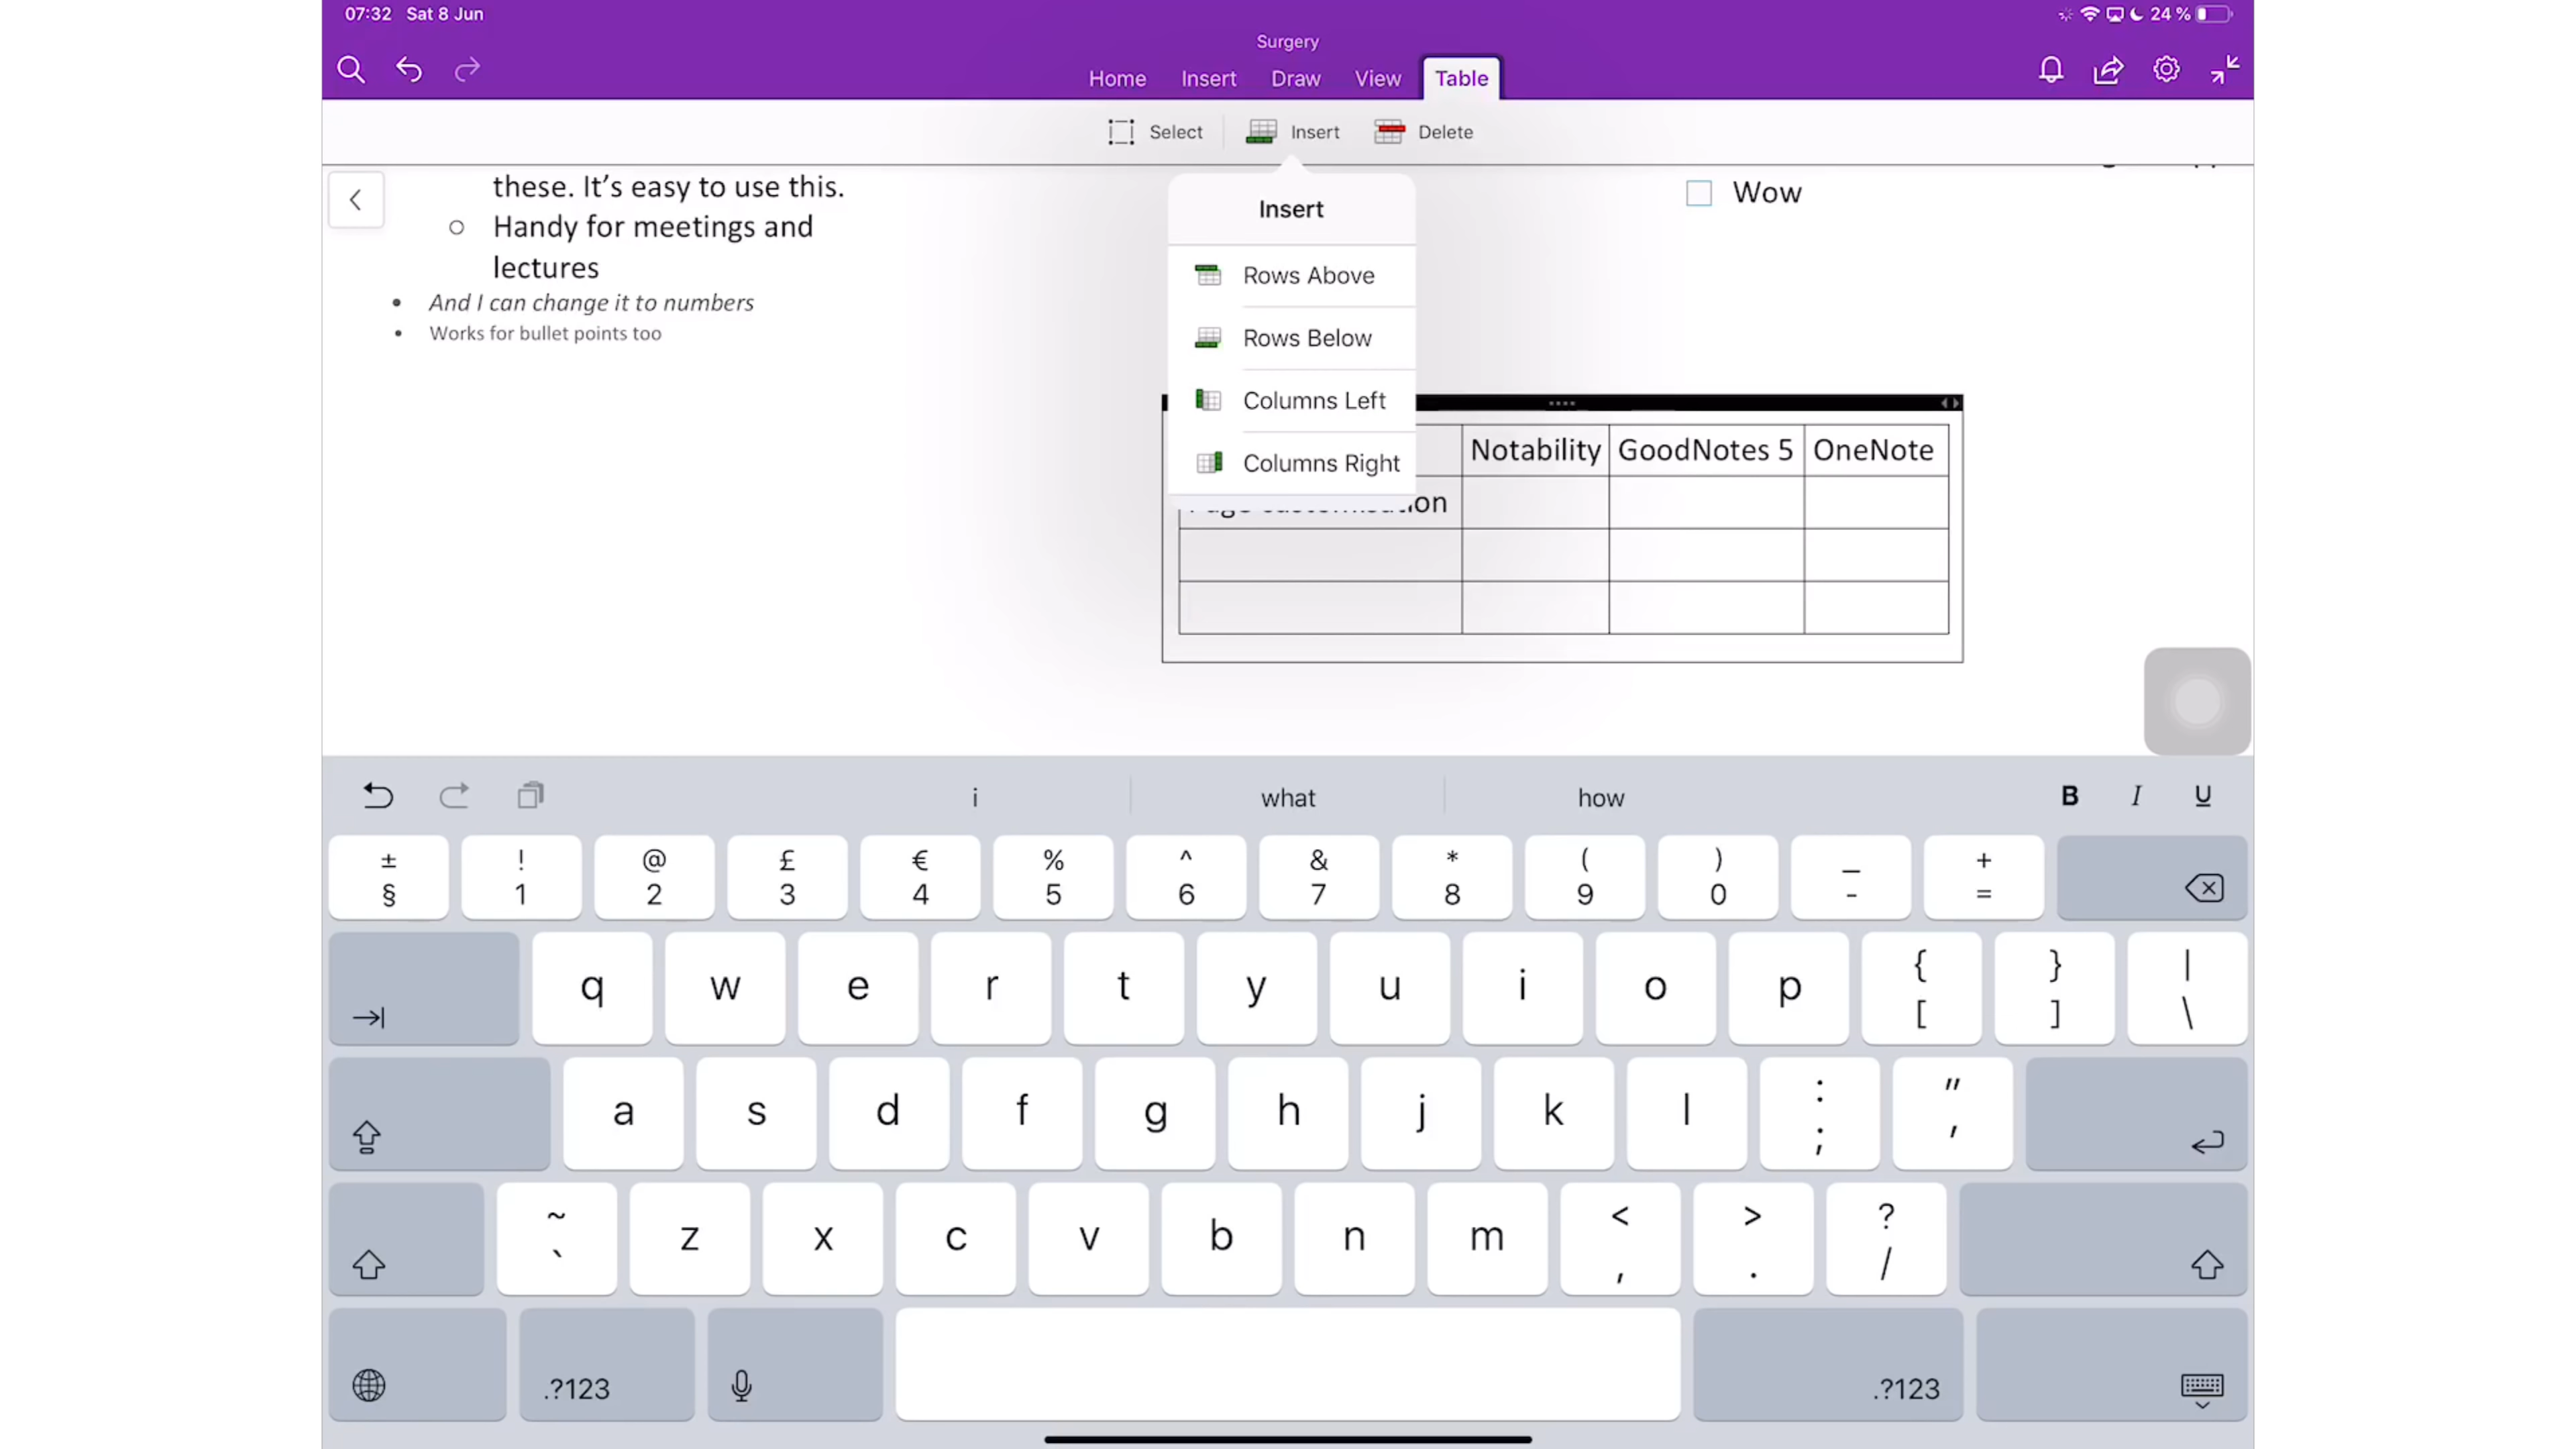 07:32 Sat 8 Jun
24 %
Surgery
Home Insert Draw View Table
Select Insert Delete
these. It's easy to use this.
○ Handy for meetings and
lectures
• And I can change it to numbers
• Works for bullet points too
Insert
Rows Above
Rows Below
Columns Left
Columns Right
Wow
Notability GoodNotes 5 OneNote
i what how
B I U
± ! @ £ € % ^ & * ( ) _ +
§ 1 2 3 4 5 6 7 8 9 0 - =
q w e r t y u i o p { } |
[ ] \
a s d f g h j k l : "
; '
~ z x c v b n m < > ?
` , . /
.?123 .?123